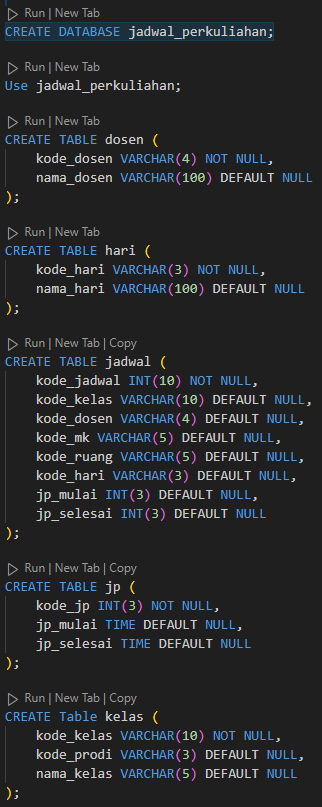 Run | New Tab
CREATE DATABASE jadwal_perkuliahan;
Run | New Tab
Use jadwal_perkuliahan;
Run | New Tab
CREATE TABLE dosen (
    kode_dosen VARCHAR(4) NOT NULL,
    nama_dosen VARCHAR(100) DEFAULT NULL
);
Run | New Tab
CREATE TABLE hari (
    kode_hari VARCHAR(3) NOT NULL,
    nama_hari VARCHAR(100) DEFAULT NULL
);
Run | New Tab | Copy
CREATE TABLE jadwal (
    kode_jadwal INT(10) NOT NULL,
    kode_kelas VARCHAR(10) DEFAULT NULL,
    kode_dosen VARCHAR(4) DEFAULT NULL,
    kode_mk VARCHAR(5) DEFAULT NULL,
    kode_ruang VARCHAR(5) DEFAULT NULL,
    kode_hari VARCHAR(3) DEFAULT NULL,
    jp_mulai INT(3) DEFAULT NULL,
    jp_selesai INT(3) DEFAULT NULL
);
Run | New Tab | Copy
CREATE TABLE jp (
    kode_jp INT(3) NOT NULL,
    jp_mulai TIME DEFAULT NULL,
    jp_selesai TIME DEFAULT NULL
);
Run | New Tab | Copy
CREATE Table kelas (
    kode_kelas VARCHAR(10) NOT NULL,
    kode_prodi VARCHAR(3) DEFAULT NULL,
    nama_kelas VARCHAR(5) DEFAULT NULL
);